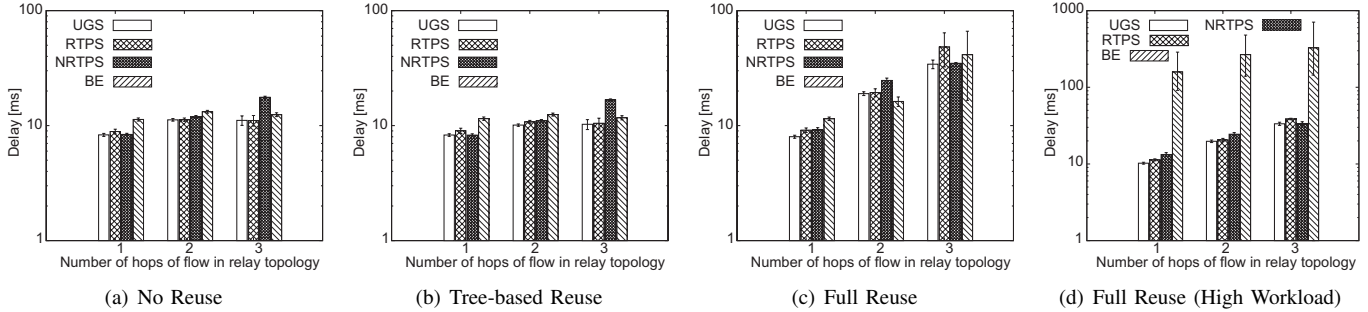 100
10
1
Delay [ms]
UGS
RTPS
NRTPS
BE
1 2 3
Number of hops of flow in relay topology
(a) No Reuse
100
10
1
Delay [ms]
UGS
RTPS
NRTPS
BE
1 2 3
Number of hops of flow in relay topology
(b) Tree-based Reuse
100
10
1
Delay [ms]
UGS
RTPS
NRTPS
BE
1 2 3
Number of hops of flow in relay topology
(c) Full Reuse
1000
100
10
1
Delay [ms]
UGS
RTPS
BE
NRTPS
1 2 3
Number of hops of flow in relay topology
(d) Full Reuse (High Workload)